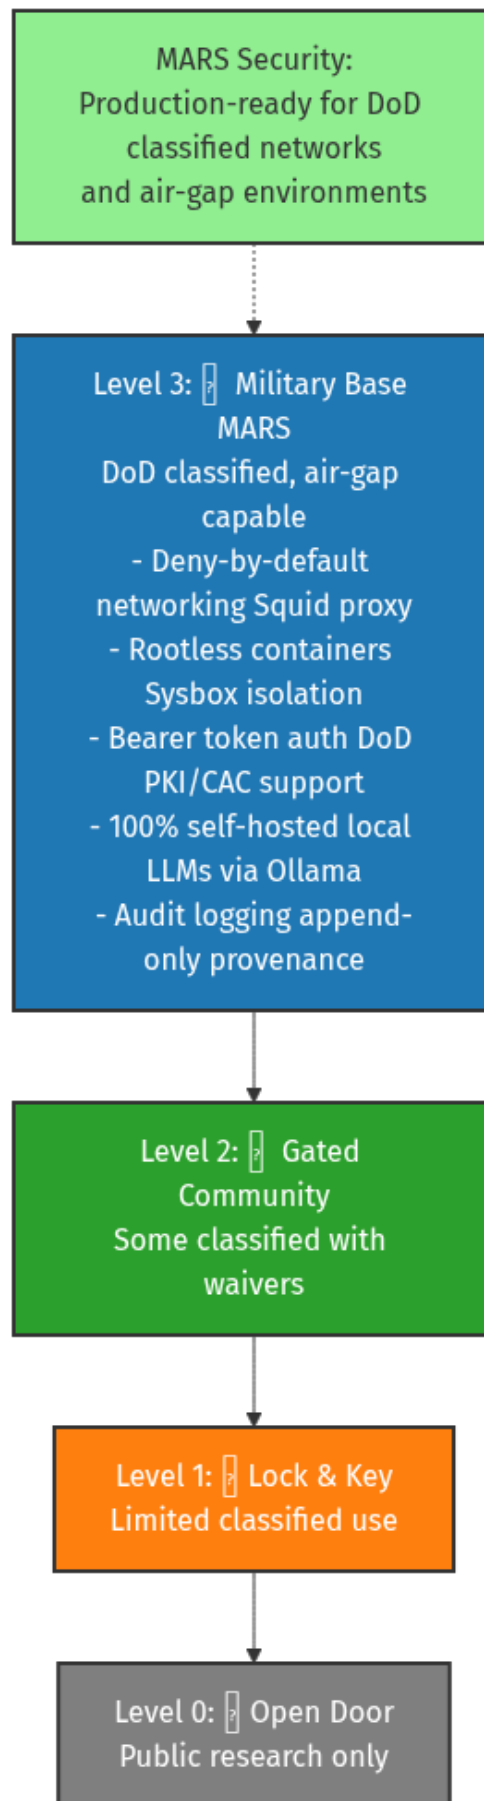 MARS Security:
Production-ready for DoD
classified networks
and air-gap environments
Level 3: Military Base
MARS
DoD classified, air-gap
capable
- Deny-by-default
networking Squid proxy
- Rootless containers
Sysbox isolation
- Bearer token auth DoD
PKI/CAC support
- 100% self-hosted local
LLMs via Ollama
- Audit logging append-
only provenance
Level 2: Gated
Community
Some classified with
waivers
Level 1: Lock & Key
Limited classified use
Level 0: Open Door
Public research only